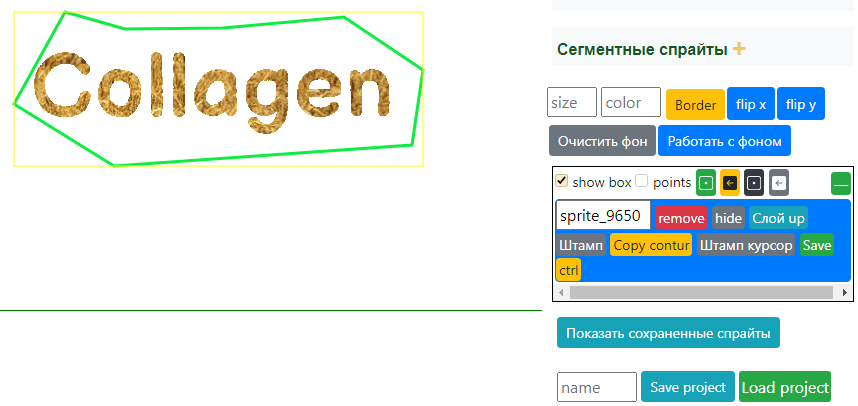 Collagen
Сегментные спрайты +
size color Border flip x flip y
Очистить фон Работать с фоном
show box points
sprite_9650 remove hide Слой up
Штамп Copy contur Штамп курсор Save
ctrl
Показать сохраненные спрайты
name Save project Load project